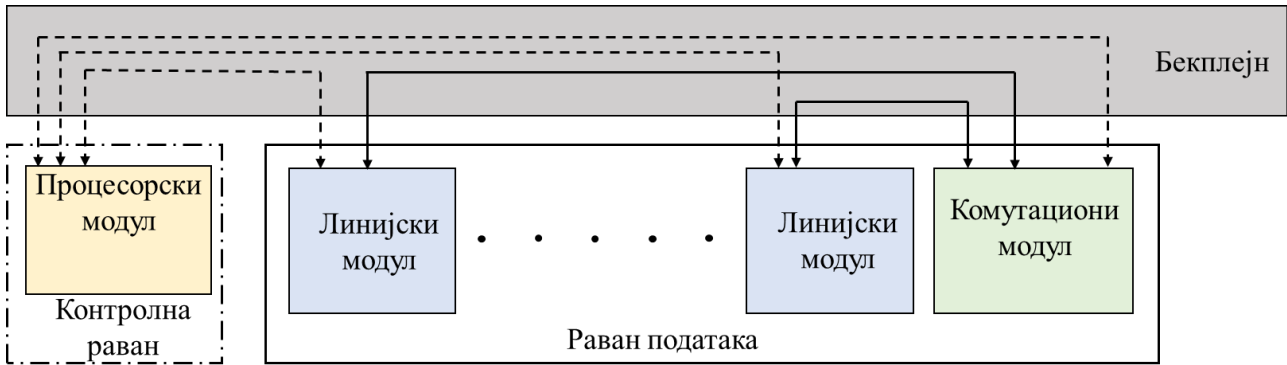 Бекплејн
Процесорски
модул
Контролна
раван
Линијски
модул
Линијски
модул
Комутациони
модул
Раван података